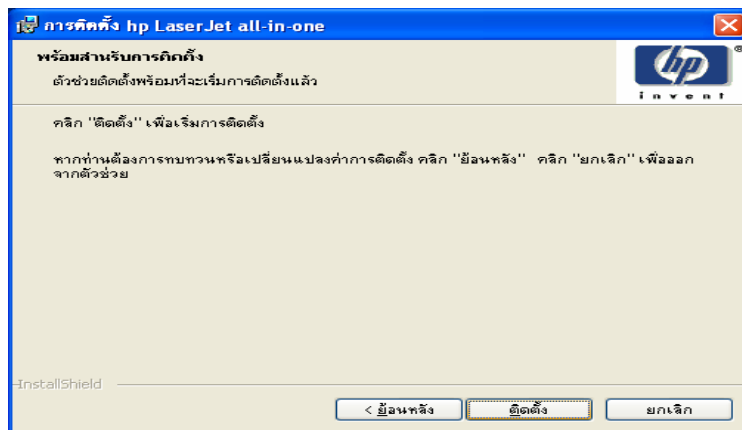 การติดตั้ง hp LaserJet all-in-one
พร้อมสำหรับการติดตั้ง
ตัวช่วยติดตั้งพร้อมที่จะเริ่มการติดตั้งแล้ว
hp
®
invent
คลิก "ติดตั้ง" เพื่อเริ่มการติดตั้ง
หากท่านต้องการทบทวนหรือเปลี่ยนแปลงค่าการติดตั้ง คลิก "ย้อนหลัง" คลิก "ยกเลิก" เพื่อออก
จากตัวช่วย
InstallShield
< ย้อนหลัง
ติดตั้ง
ยกเลิก